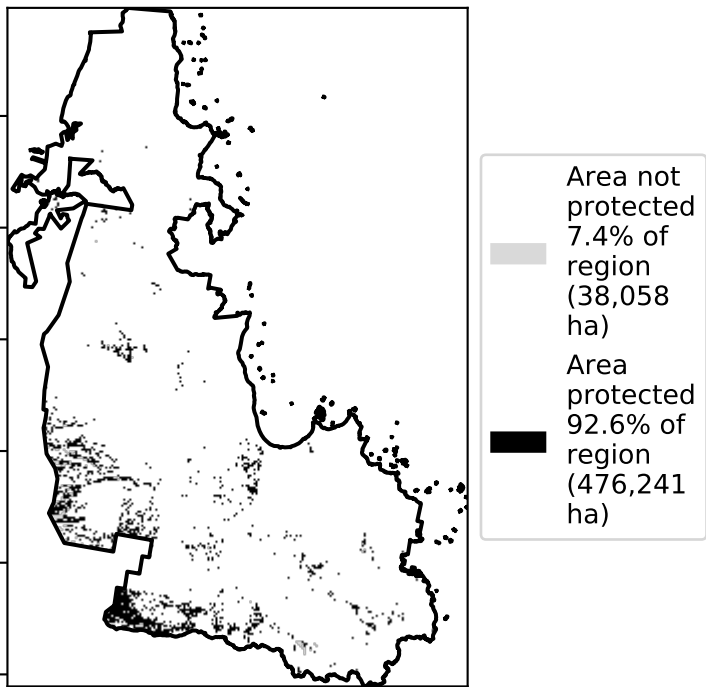 Area not
protected
7.4% of
region
(38,058
ha)
Area
protected
92.6% of
region
(476,241
ha)